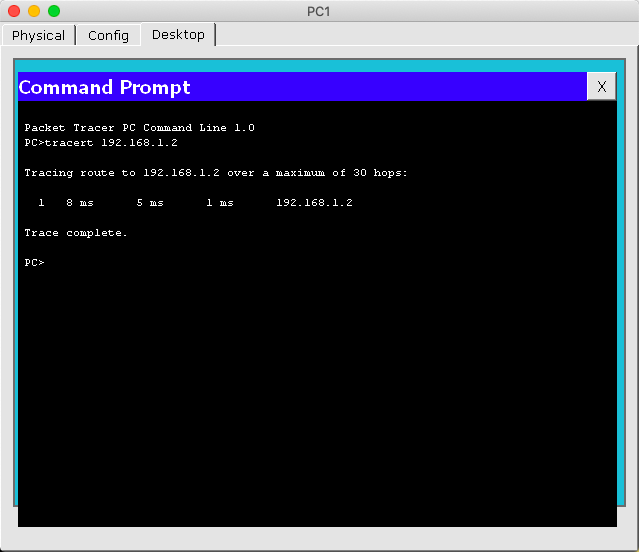 PC1
Physical Config Desktop
Command Prompt X
Packet Tracer PC Command Line 1.0
PC>tracert 192.168.1.2
Tracing route to 192.168.1.2 over a maximum of 30 hops:
1 8 ms 5 ms 1 ms 192.168.1.2
Trace complete.
PC>